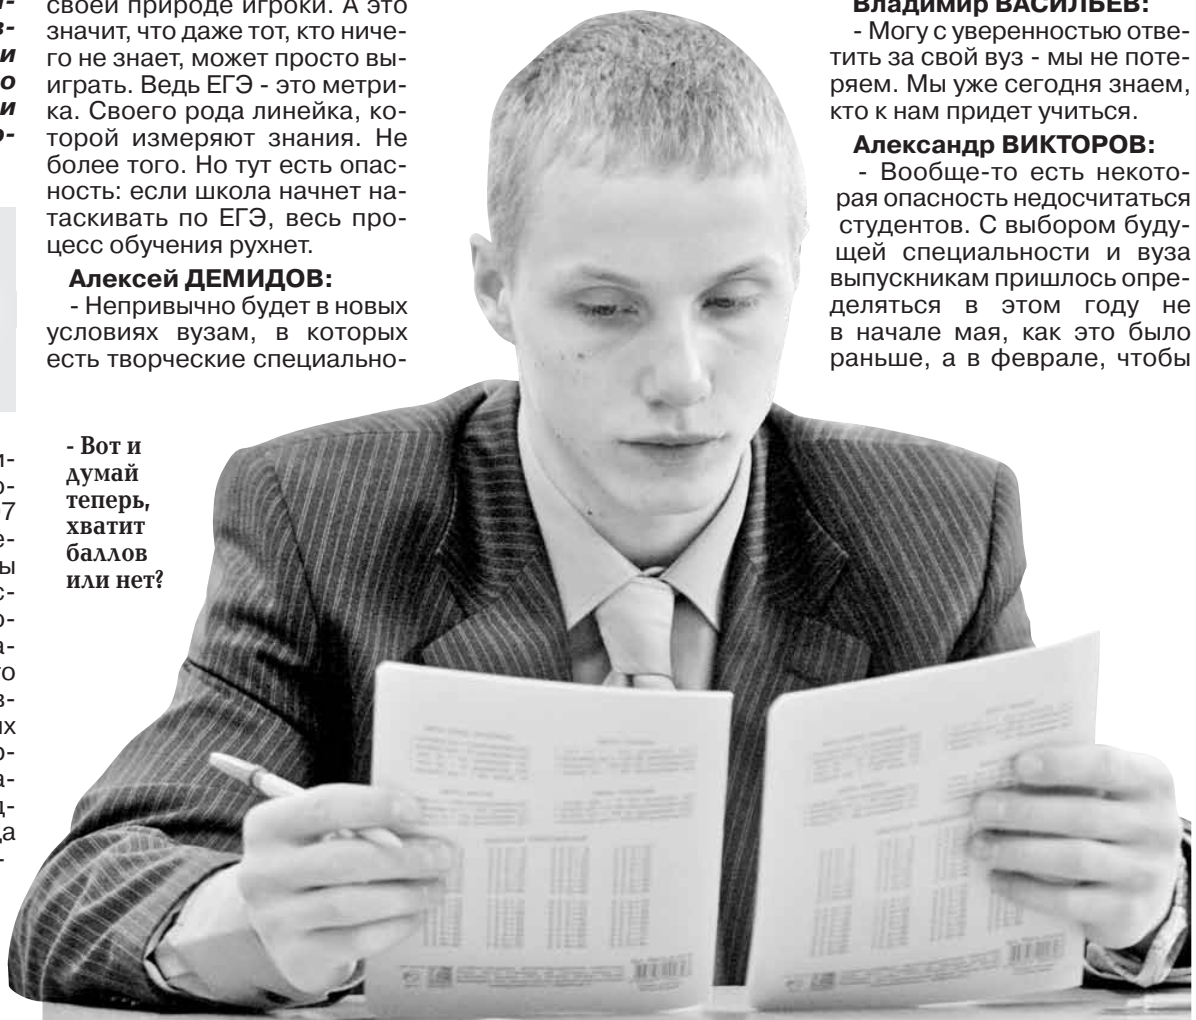 своей природе игроки. А это
значит, что даже тот, кто ниче-
го не знает, может просто вы-
играть. Ведь ЕГЭ - это метри-
ка. Своего рода линейка, ко-
торой измеряют знания. Не
более того. Но тут есть опас-
ность: если школа начнет на-
таскивать по ЕГЭ, весь про-
цесс обучения рухнет.
Алексей ДЕМИДОВ:
- Непривычно будет в новых
условиях вузам, в которых
есть творческие специально-
- Вот и
думай
теперь,
хватит
баллов
или нет?
Владимир ВАСИЛЬЕВ:
- Могу с уверенностью отве-
тить за свой вуз - мы не поте-
ряем. Мы уже сегодня знаем,
кто к нам придет учиться.
Александр ВИКТОРОВ:
- Вообще-то есть некото-
рая опасность недосчитаться
студентов. С выбором буду-
щей специальности и вуза
выпускникам пришлось опре-
деляться в этом году не
в начале мая, как это было
раньше, а в феврале, чтобы